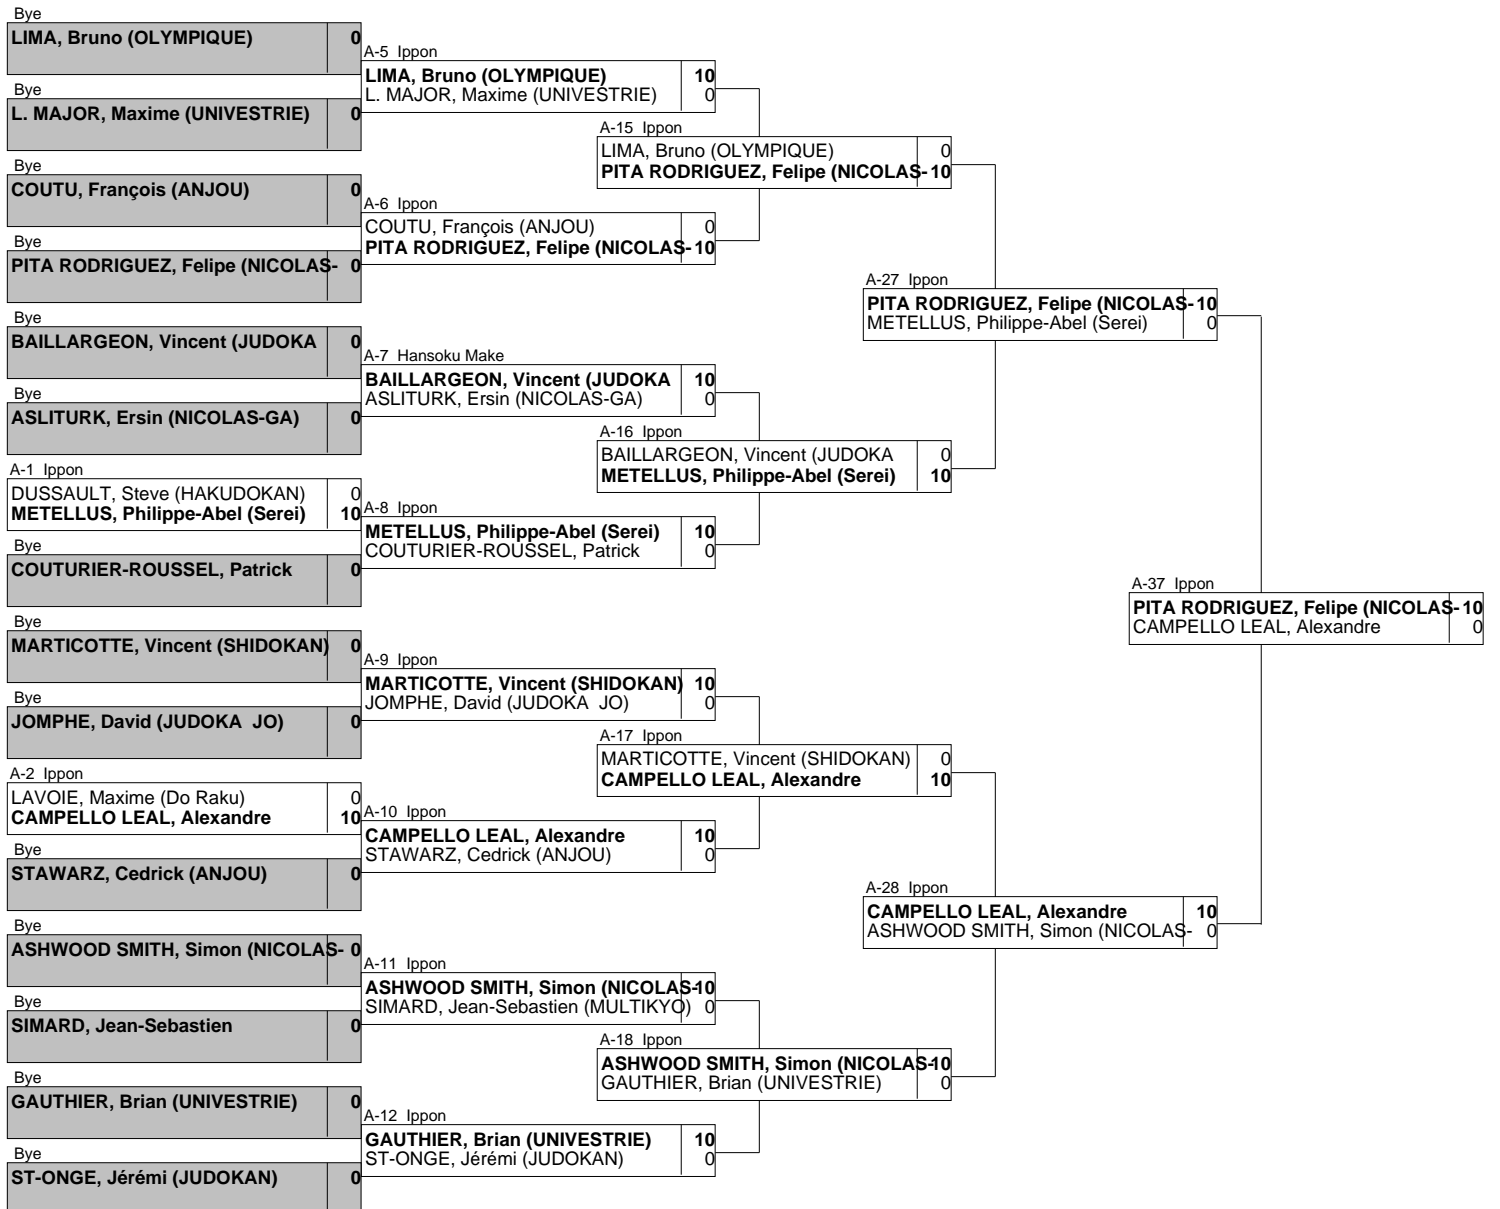 Bye
LIMA, Bruno (OLYMPIQUE) 0
Bye
L. MAJOR, Maxime (UNIVESTRIE) 0
Bye
COUTU, François (ANJOU) 0
Bye
PITA RODRIGUEZ, Felipe (NICOLAS- 0
Bye
BAILLARGEON, Vincent (JUDOKA 0
Bye
ASLITURK, Ersin (NICOLAS-GA) 0
A-1 Ippon
DUSSAULT, Steve (HAKUDOKAN) 0
METELLUS, Philippe-Abel (Serei) 10
Bye
COUTURIER-ROUSSEL, Patrick 0
Bye
MARTICOTTE, Vincent (SHIDOKAN) 0
Bye
JOMPHE, David (JUDOKA JO) 0
A-2 Ippon
LAVOIE, Maxime (Do Raku) 0
CAMPELLO LEAL, Alexandre 10
Bye
STAWARZ, Cedrick (ANJOU) 0
Bye
ASHWOOD SMITH, Simon (NICOLAS- 0
Bye
SIMARD, Jean-Sebastien 0
Bye
GAUTHIER, Brian (UNIVESTRIE) 0
Bye
ST-ONGE, Jérémi (JUDOKAN) 0
A-5 Ippon
LIMA, Bruno (OLYMPIQUE) 10
L. MAJOR, Maxime (UNIVESTRIE) 0
A-6 Ippon
COUTU, François (ANJOU) 0
PITA RODRIGUEZ, Felipe (NICOLAS- 10
A-7 Hansoku Make
BAILLARGEON, Vincent (JUDOKA 10
ASLITURK, Ersin (NICOLAS-GA) 0
A-8 Ippon
METELLUS, Philippe-Abel (Serei) 10
COUTURIER-ROUSSEL, Patrick 0
A-9 Ippon
MARTICOTTE, Vincent (SHIDOKAN) 10
JOMPHE, David (JUDOKA JO) 0
A-10 Ippon
CAMPELLO LEAL, Alexandre 10
STAWARZ, Cedrick (ANJOU) 0
A-11 Ippon
ASHWOOD SMITH, Simon (NICOLAS- 10
SIMARD, Jean-Sebastien (MULTIKYO) 0
A-12 Ippon
GAUTHIER, Brian (UNIVESTRIE) 10
ST-ONGE, Jérémi (JUDOKAN) 0
A-15 Ippon
LIMA, Bruno (OLYMPIQUE) 0
PITA RODRIGUEZ, Felipe (NICOLAS- 10
A-16 Ippon
BAILLARGEON, Vincent (JUDOKA 0
METELLUS, Philippe-Abel (Serei) 10
A-17 Ippon
MARTICOTTE, Vincent (SHIDOKAN) 0
CAMPELLO LEAL, Alexandre 10
A-18 Ippon
ASHWOOD SMITH, Simon (NICOLAS- 10
GAUTHIER, Brian (UNIVESTRIE) 0
A-27 Ippon
PITA RODRIGUEZ, Felipe (NICOLAS- 10
METELLUS, Philippe-Abel (Serei) 0
A-28 Ippon
CAMPELLO LEAL, Alexandre 10
ASHWOOD SMITH, Simon (NICOLAS- 0
A-37 Ippon
PITA RODRIGUEZ, Felipe (NICOLAS- 10
CAMPELLO LEAL, Alexandre 0